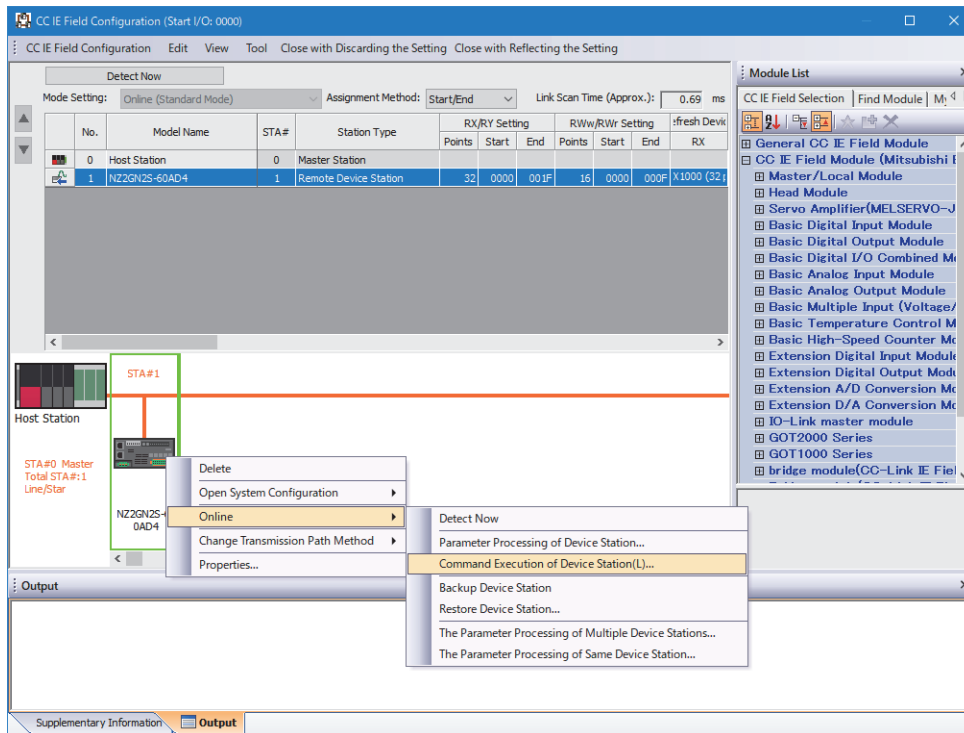 CC IE Field Configuration (Start I/O: 0000)
CC IE Field Configuration Edit View Tool Close with Discarding the Setting Close with Reflecting the Setting
Detect Now
Mode Setting: Online (Standard Mode) Assignment Method: Start/End Link Scan Time (Approx.): 0.69 ms
No. Model Name STA# Station Type RX/RY Setting RWw/RWr Setting :fresh Devic
Points Start End Points Start End RX
0 Host Station 0 Master Station
1 NZ2GN2S-60AD4 1 Remote Device Station 32 0000 001F 16 0000 000F X1000 (32
STA#1
Host Station
STA#0 Master
Total STA#:1
Line/Star
NZ2GN2S-6
0AD4
Delete
Open System Configuration
Online
Change Transmission Path Method
Properties...
Detect Now
Parameter Processing of Device Station...
Command Execution of Device Station(L)...
Backup Device Station
Restore Device Station...
The Parameter Processing of Multiple Device Stations...
The Parameter Processing of Same Device Station...
Module List
CC IE Field Selection Find Module My
General CC IE Field Module
CC IE Field Module (Mitsubishi E
Master/Local Module
Head Module
Servo Amplifier(MELSERVO-J
Basic Digital Input Module
Basic Digital Output Module
Basic Digital I/O Combined Mo
Basic Analog Input Module
Basic Analog Output Module
Basic Multiple Input (Voltage/
Basic Temperature Control M
Basic High-Speed Counter Mo
Extension Digital Input Module
Extension Digital Output Modu
Extension A/D Conversion Mo
Extension D/A Conversion Mo
IO-Link master module
GOT2000 Series
GOT1000 Series
bridge module(CC-Link IE Fiel
Output
Supplementary Information Output